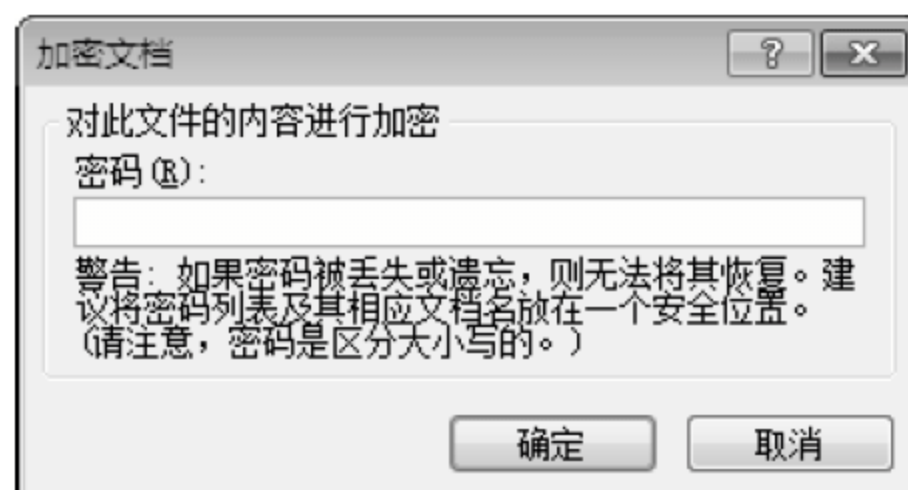 加密文档
对此文件的内容进行加密
密码(R):
警告: 如果密码被丢失或遗忘，则无法将其恢复。建
议将密码列表及其相应文档名放在一个安全位置。
(请注意，密码是区分大小写的。)
确定
取消